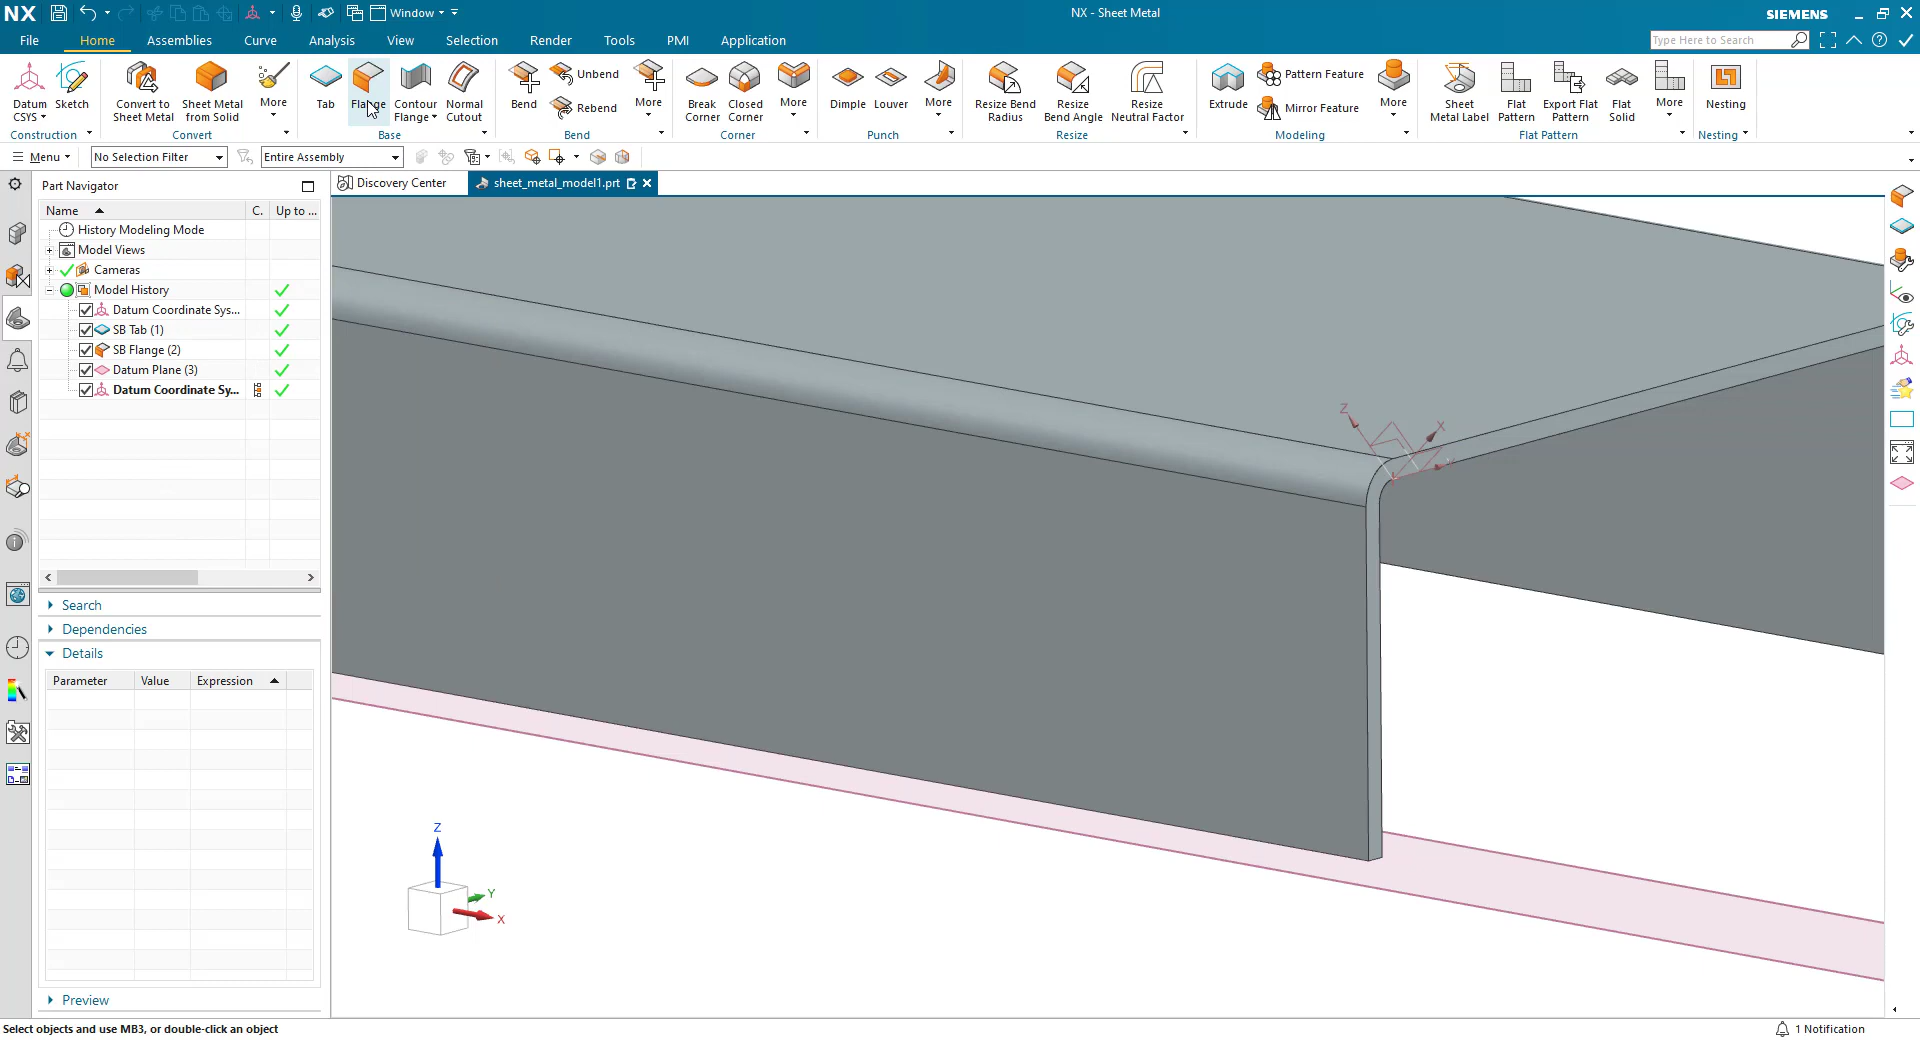 NX Window NX - Sheet Metal SIEMENS
File Home Assemblies Curve Analysis View Selection Render Tools PMI Application Type Here to Search
Datum CSYS Sketch Convert to Sheet Metal Sheet Metal from Solid More Tab Flange Contour Flange Normal Cutout Bend Unbend Rebend More Break Corner Closed Corner More Dimple Louver More Resize Bend Radius Resize Bend Angle Resize Neutral Factor Extrude Pattern Feature Mirror Feature More Sheet Metal Label Flat Pattern Export Flat Pattern Flat Solid More Nesting
Construction Convert Base Bend Corner Punch Resize Modeling Flat Pattern Nesting
Menu No Selection Filter Entire Assembly
Part Navigator Discovery Center sheet_metal_model1.prt
Name C. Up to ...
History Modeling Mode
Model Views
Cameras
Model History
Datum Coordinate Sys...
SB Tab (1)
SB Flange (2)
Datum Plane (3)
Datum Coordinate Sy...
Z X
Search
Dependencies
Details
Parameter Value Expression
Z
Y
X
Preview
Select objects and use MB3, or double-click an object 1 Notification